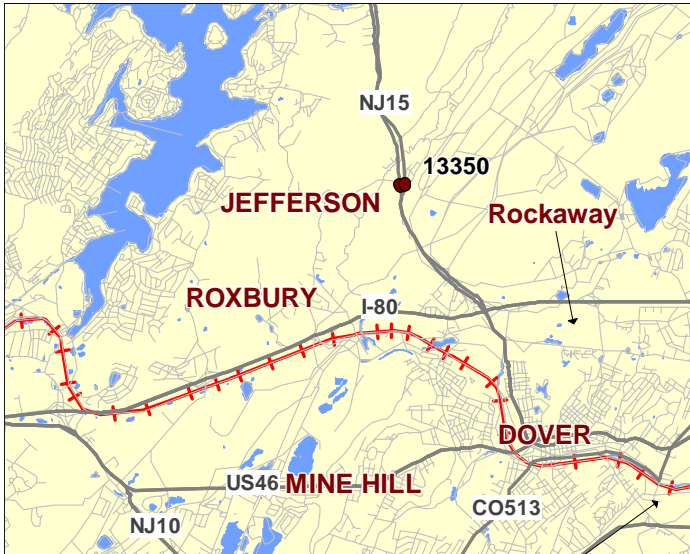 NJ15
13350
JEFFERSON
Rockaway
ROXBURY
I-80
DOVER
US46
MINE HILL
CO513
NJ10